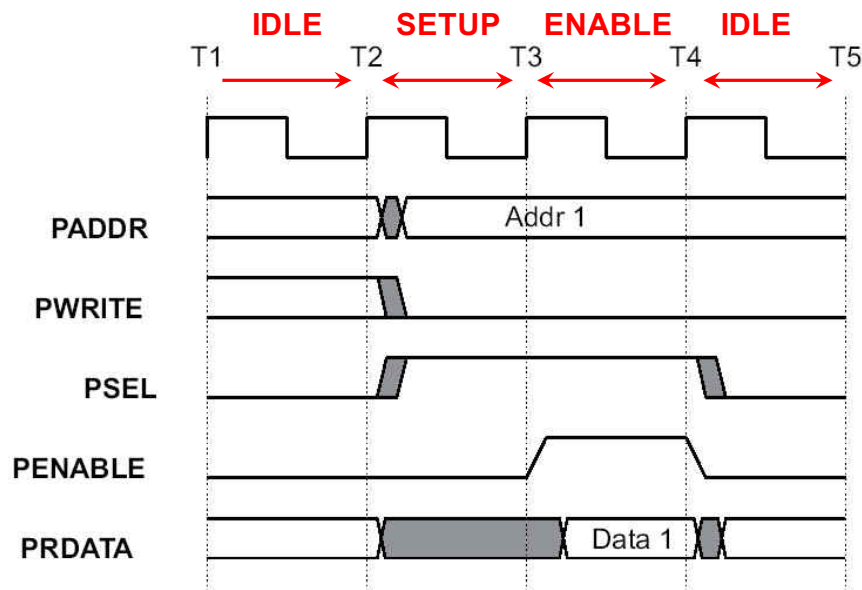 IDLE SETUP ENABLE IDLE
T1 T2 T3 T4 T5
PADDR Addr 1
PWRITE
PSEL
PENABLE
PRDATA Data 1